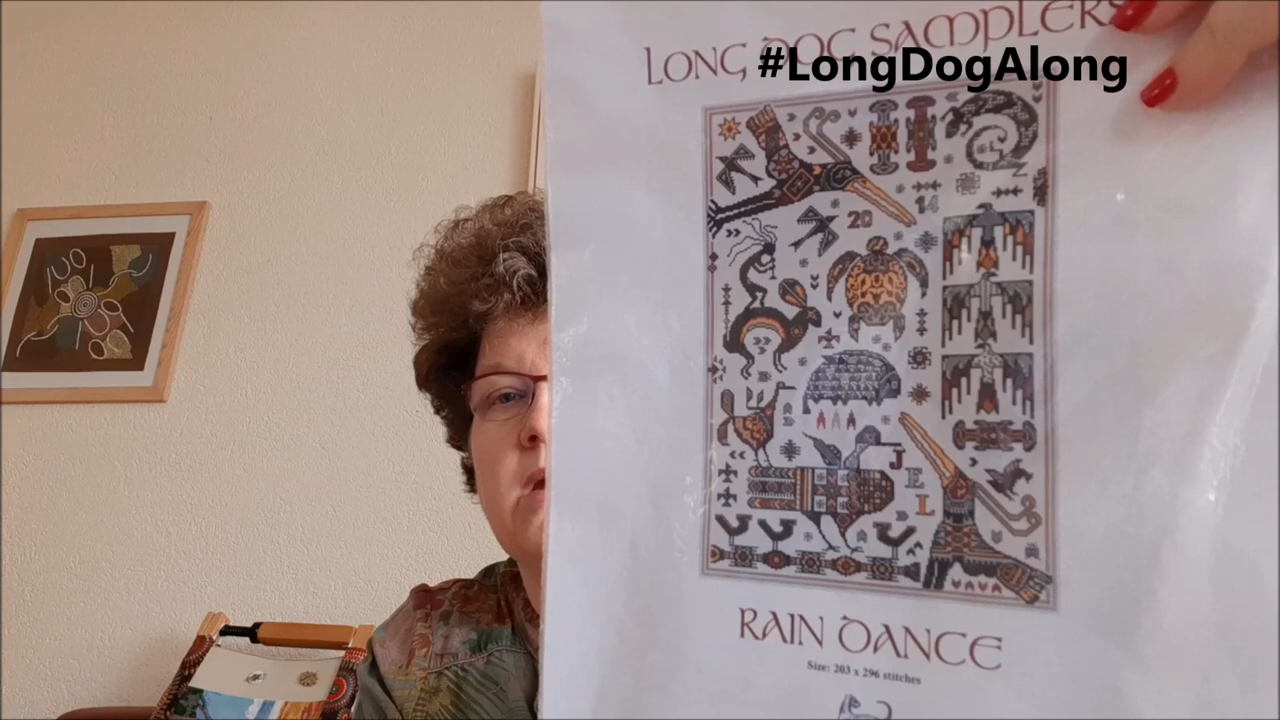 LONG DOG SAMPLERS
#LongDogAlong
20 14
J
E
L
RAIN DANCE
Size: 203 x 296 stitches